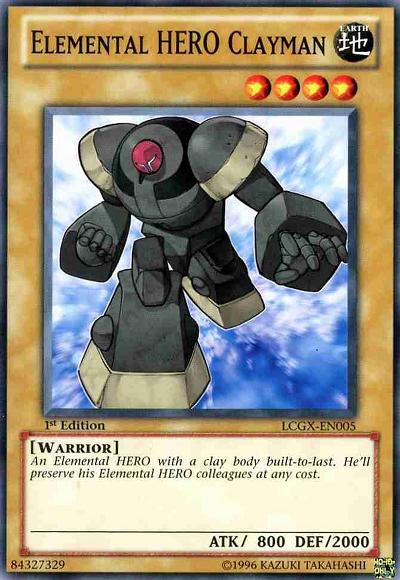 ELEMENTAL HERO CLAYMAN
EARTH
地
1st Edition
LCGX-EN005
[WARRIOR]
An Elemental HERO with a clay body built-to-last. He'll
preserve his Elemental HERO colleagues at any cost.
ATK/ 800 DEF/2000
84327329
©1996 KAZUKI TAKAHASHI